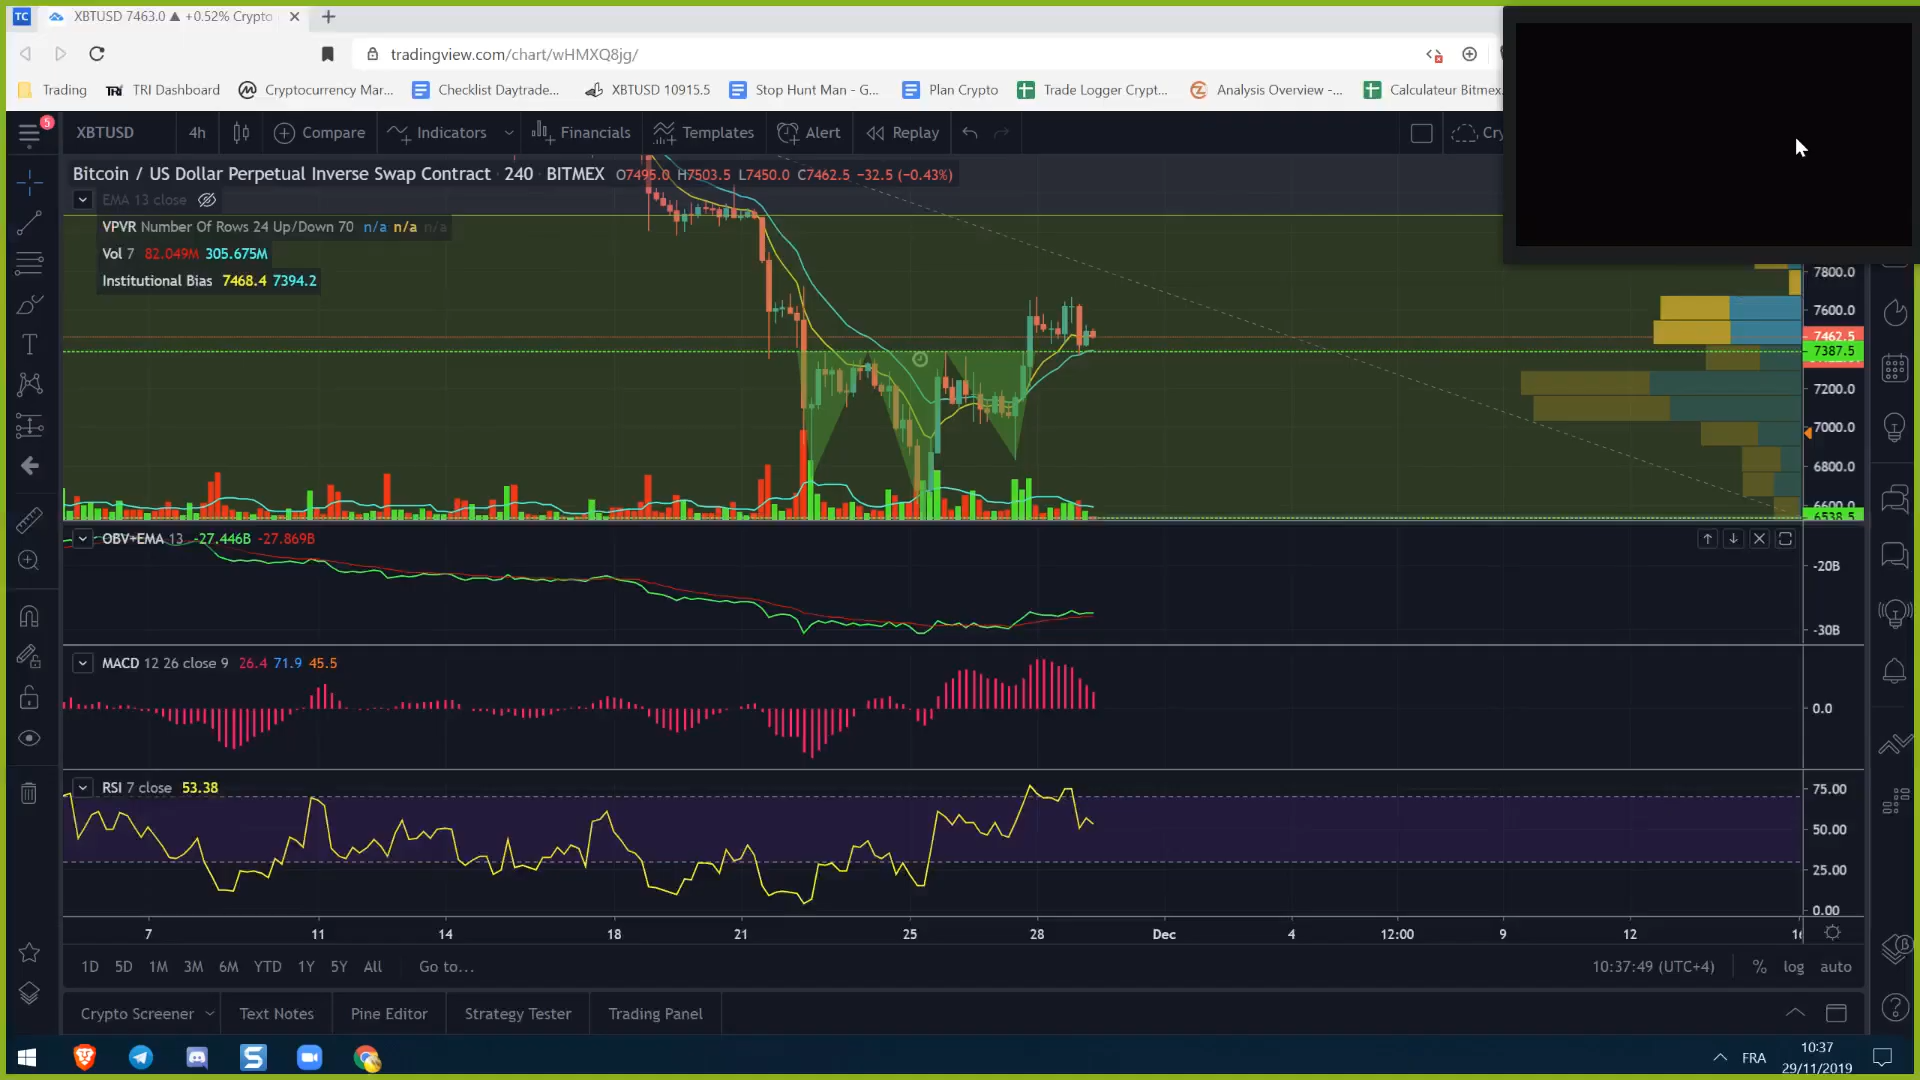 TC XBTUSD 7463.0 ▲ +0.52% Crypto
tradingview.com/chart/wHMXQ8jg/
Trading TRI Dashboard Cryptocurrency Mar... Checklist Daytrade... XBTUSD 10915.5 Stop Hunt Man - G... Plan Crypto Trade Logger Crypt... Analysis Overview -... Calculateur Bitmex
5
XBTUSD 4h Compare Indicators Financials Templates Alert Replay Cry
Bitcoin / US Dollar Perpetual Inverse Swap Contract · 240 · BITMEX O7495.0 H7503.5 L7450.0 C7462.5 −32.5 (−0.43%)
EMA 13 close
VPVR Number Of Rows 24 Up/Down 70 n/a n/a n/a
Vol 7 82.049M 305.675M
Institutional Bias 7468.4 7394.2
7800.0
7600.0
7462.5
7387.5
7200.0
7000.0
6800.0
6600.0
6538.5
OBV+EMA 13 -27.446B -27.869B
-20B
-30B
MACD 12 26 close 9 26.4 71.9 45.5
0.0
RSI 7 close 53.38
75.00
50.00
25.00
0.00
7 11 14 18 21 25 28 Dec 4 12:00 9 12
1D 5D 1M 3M 6M YTD 1Y 5Y All Go to... 10:37:49 (UTC+4) % log auto
Crypto Screener Text Notes Pine Editor Strategy Tester Trading Panel
FRA
10:37
29/11/2019